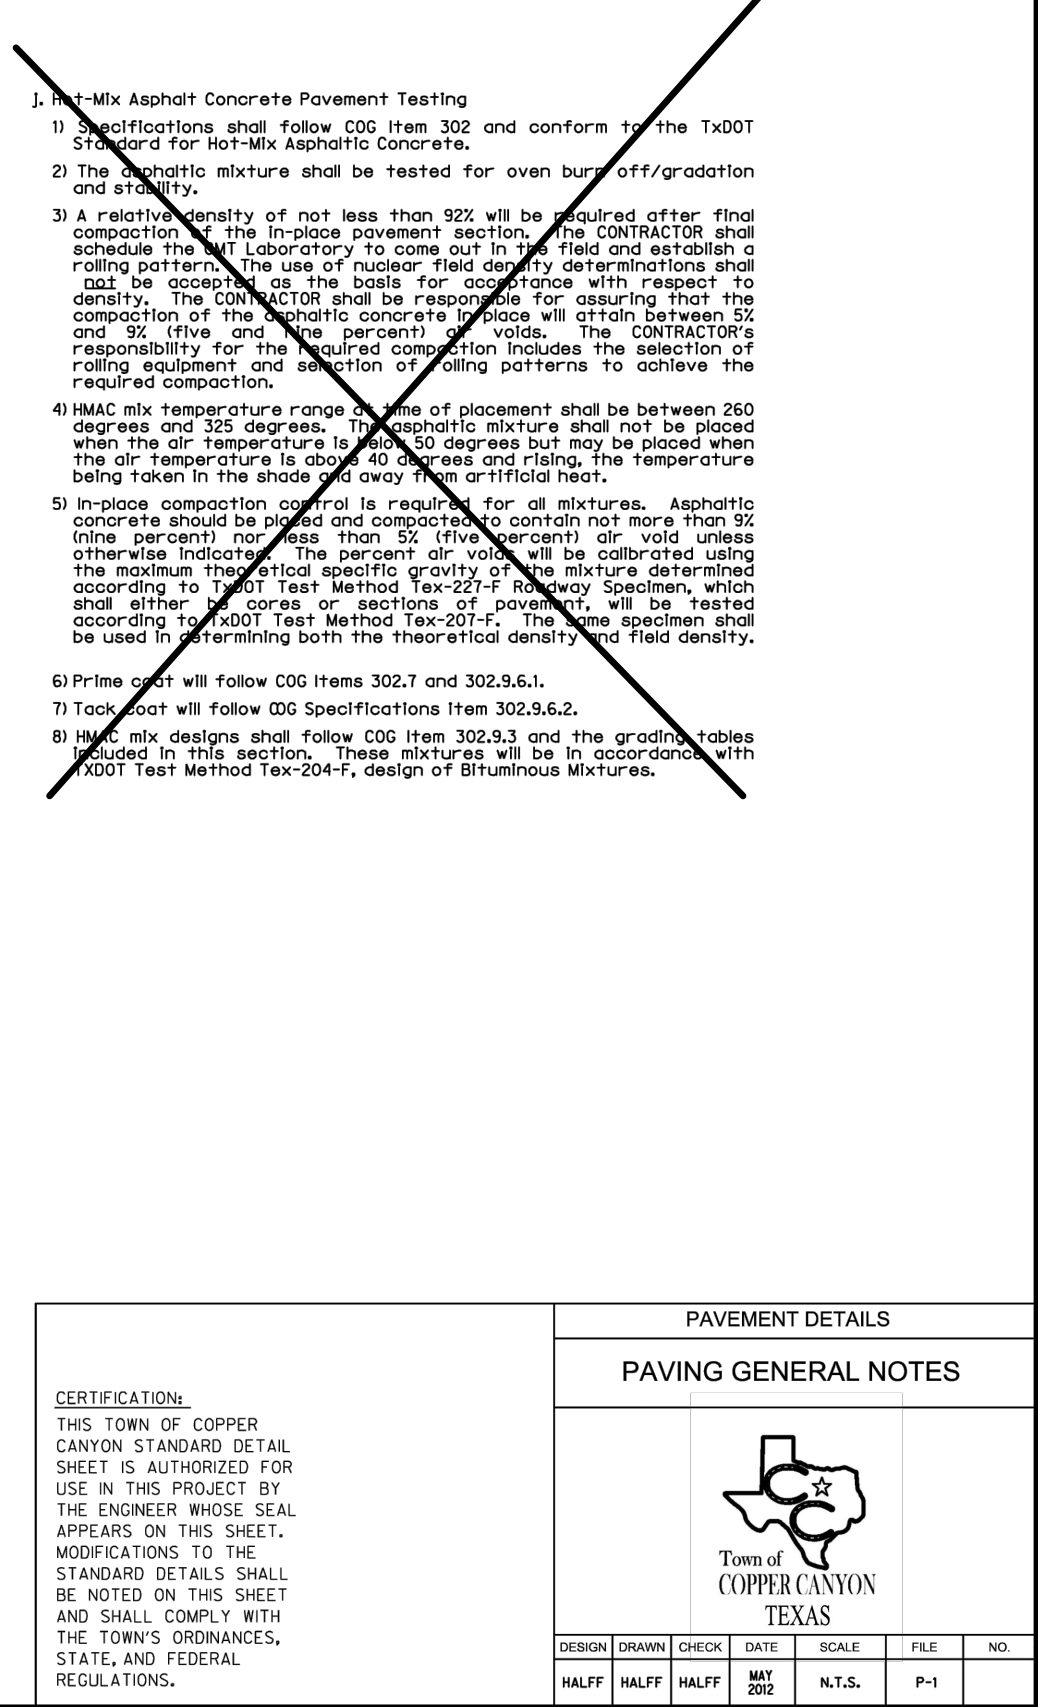 j. Hot-Mix Asphalt Concrete Pavement Testing
1) Specifications shall follow COG Item 302 and conform to the TxDOT
Standard for Hot-Mix Asphaltic Concrete.
2) The asphaltic mixture shall be tested for oven burn off/gradation
and stability.
3) A relative density of not less than 92% will be required after final
compaction of the in-place pavement section. The CONTRACTOR shall
schedule the CMT Laboratory to come out in the field and establish a
rolling pattern. The use of nuclear field density determinations shall
not be accepted as the basis for acceptance with respect to
density. The CONTRACTOR shall be responsible for assuring that the
compaction of the asphaltic concrete in place will attain between 5%
and 9% (five and nine percent) air voids. The CONTRACTOR's
responsibility for the required compaction includes the selection of
rolling equipment and selection of rolling patterns to achieve the
required compaction.
4) HMAC mix temperature range at time of placement shall be between 260
degrees and 325 degrees. The asphaltic mixture shall not be placed
when the air temperature is below 50 degrees but may be placed when
the air temperature is above 40 degrees and rising, the temperature
being taken in the shade and away from artificial heat.
5) In-place compaction control is required for all mixtures. Asphaltic
concrete should be placed and compacted to contain not more than 9%
(nine percent) nor less than 5% (five percent) air void unless
otherwise indicated. The percent air voids will be calibrated using
the maximum theoretical specific gravity of the mixture determined
according to TxDOT Test Method Tex-227-F Roadway Specimen, which
shall either be cores or sections of pavement, will be tested
according to TxDOT Test Method Tex-207-F. The same specimen shall
be used in determining both the theoretical density and field density.
6) Prime coat will follow COG Items 302.7 and 302.9.6.1.
7) Tack coat will follow COG Specifications Item 302.9.6.2.
8) HMAC mix designs shall follow COG Item 302.9.3 and the grading tables
included in this section. These mixtures will be in accordance with
TXDOT Test Method Tex-204-F, design of Bituminous Mixtures.
PAVEMENT DETAILS
PAVING GENERAL NOTES
CERTIFICATION:
THIS TOWN OF COPPER
CANYON STANDARD DETAIL
SHEET IS AUTHORIZED FOR
USE IN THIS PROJECT BY
THE ENGINEER WHOSE SEAL
APPEARS ON THIS SHEET.
MODIFICATIONS TO THE
STANDARD DETAILS SHALL
BE NOTED ON THIS SHEET
AND SHALL COMPLY WITH
THE TOWN'S ORDINANCES,
STATE, AND FEDERAL
REGULATIONS.
Town of
COPPER CANYON
TEXAS
DESIGN DRAWN CHECK DATE SCALE FILE NO.
HALFF HALFF HALFF MAY 2012 N.T.S. P-1